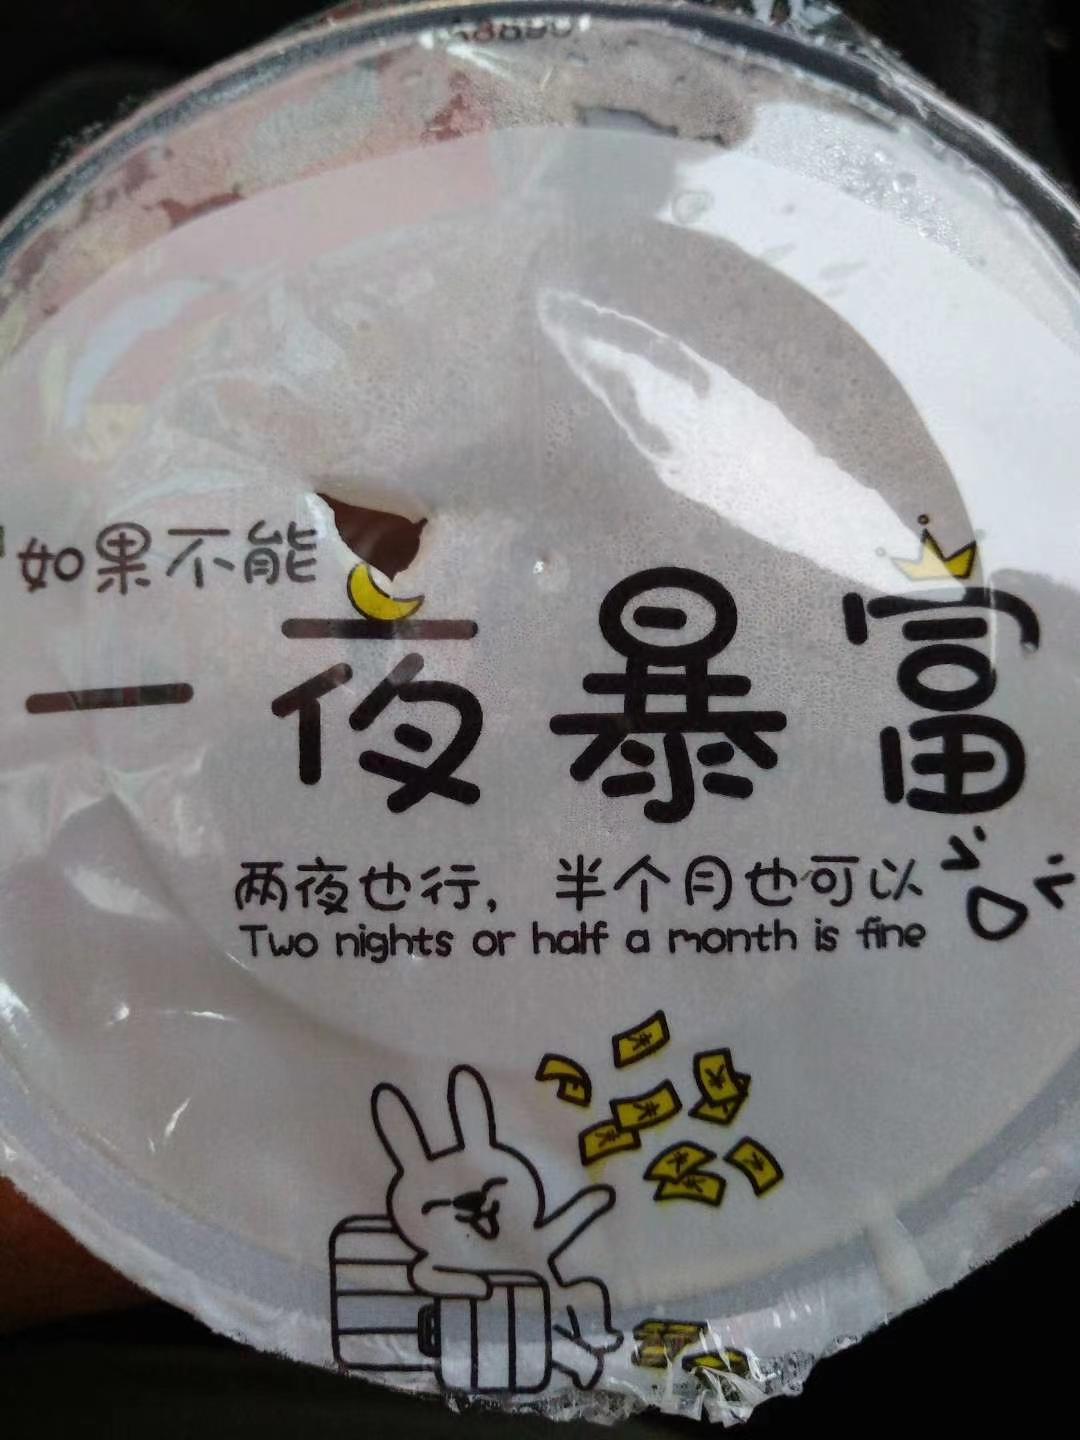 如果不能
一夜暴富
两夜也行，半个月也可以
Two nights or half a month is fine